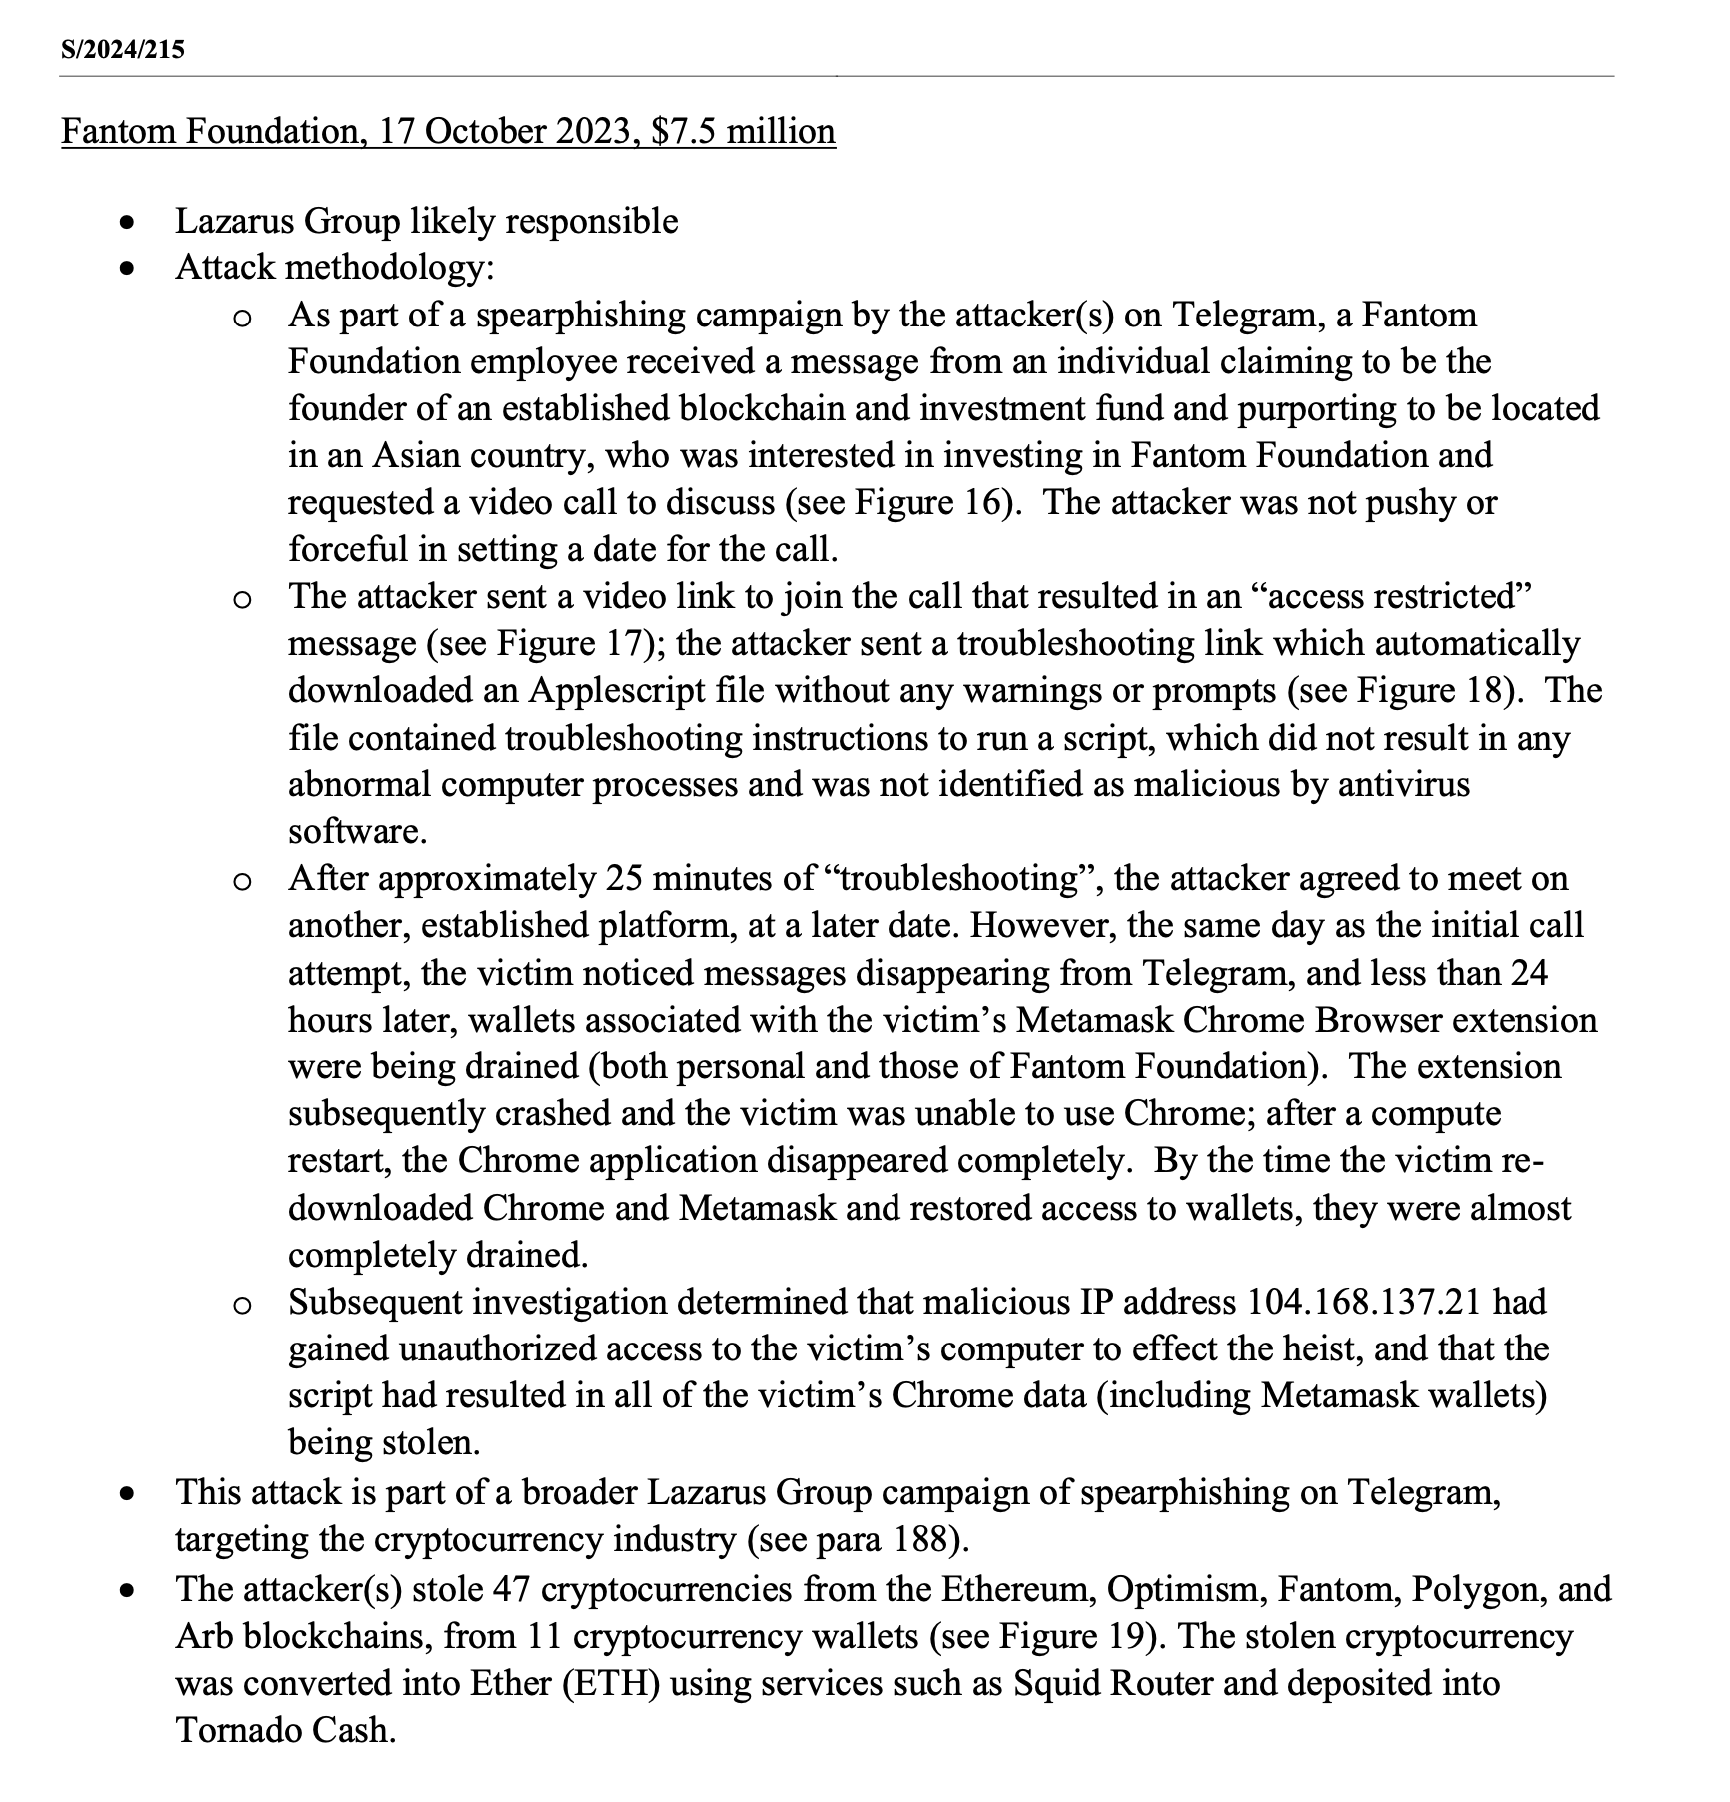 S/2024/215
Fantom Foundation, 17 October 2023, $7.5 million
• Lazarus Group likely responsible
• Attack methodology:
o As part of a spearphishing campaign by the attacker(s) on Telegram, a Fantom
Foundation employee received a message from an individual claiming to be the
founder of an established blockchain and investment fund and purporting to be located
in an Asian country, who was interested in investing in Fantom Foundation and
requested a video call to discuss (see Figure 16).  The attacker was not pushy or
forceful in setting a date for the call.
o The attacker sent a video link to join the call that resulted in an “access restricted”
message (see Figure 17); the attacker sent a troubleshooting link which automatically
downloaded an Applescript file without any warnings or prompts (see Figure 18).  The
file contained troubleshooting instructions to run a script, which did not result in any
abnormal computer processes and was not identified as malicious by antivirus
software.
o After approximately 25 minutes of “troubleshooting”, the attacker agreed to meet on
another, established platform, at a later date. However, the same day as the initial call
attempt, the victim noticed messages disappearing from Telegram, and less than 24
hours later, wallets associated with the victim’s Metamask Chrome Browser extension
were being drained (both personal and those of Fantom Foundation).  The extension
subsequently crashed and the victim was unable to use Chrome; after a compute
restart, the Chrome application disappeared completely.  By the time the victim re-
downloaded Chrome and Metamask and restored access to wallets, they were almost
completely drained.
o Subsequent investigation determined that malicious IP address 104.168.137.21 had
gained unauthorized access to the victim’s computer to effect the heist, and that the
script had resulted in all of the victim’s Chrome data (including Metamask wallets)
being stolen.
• This attack is part of a broader Lazarus Group campaign of spearphishing on Telegram,
targeting the cryptocurrency industry (see para 188).
• The attacker(s) stole 47 cryptocurrencies from the Ethereum, Optimism, Fantom, Polygon, and
Arb blockchains, from 11 cryptocurrency wallets (see Figure 19). The stolen cryptocurrency
was converted into Ether (ETH) using services such as Squid Router and deposited into
Tornado Cash.